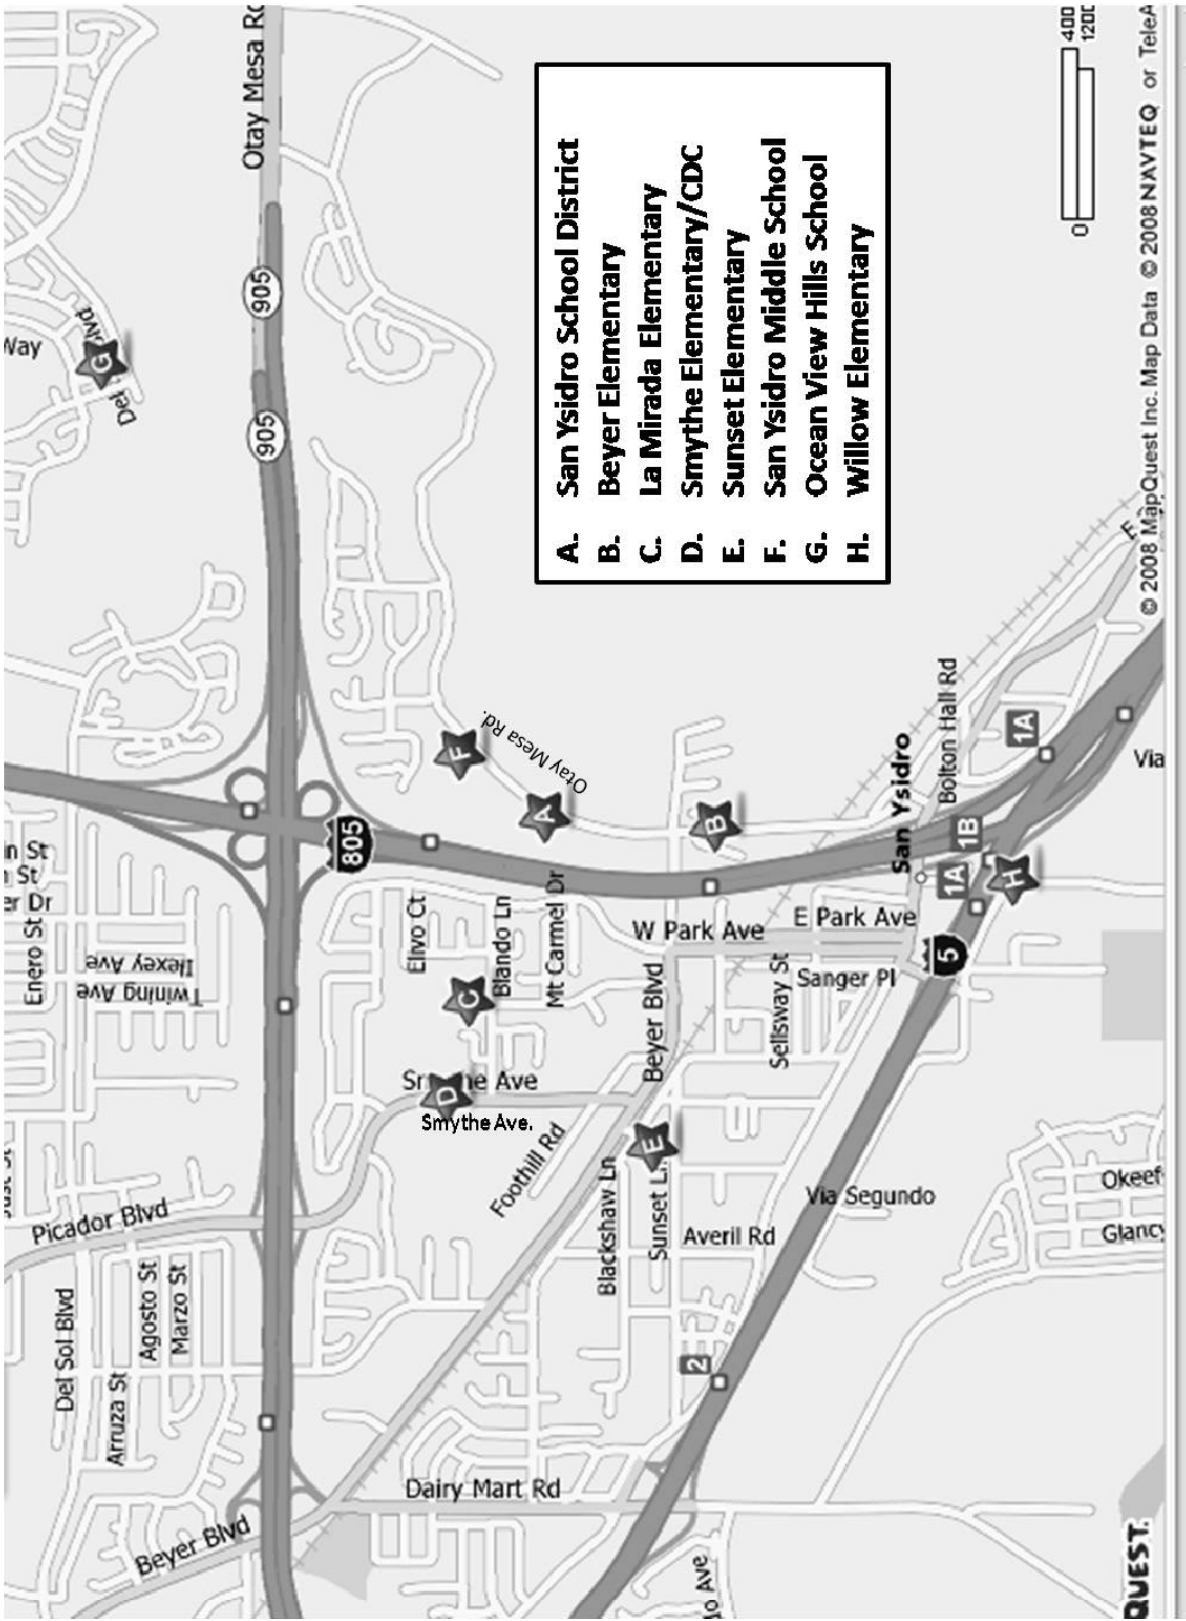 A. San Ysidro School District
B. Beyer Elementary
C. La Mirada Elementary
D. Smythe Elementary/CDC
E. Sunset Elementary
F. San Ysidro Middle School
G. Ocean View Hills School
H. Willow Elementary
Way
Del
Blvd
G
Otay Mesa Rd
905
905
805
Enero St
Ilexey Ave
Twining Ave
Picador Blvd
Del Sol Blvd
Arruza St
Agosto St
Marzo St
Beyer Blvd
Dairy Mart Rd
Elivo Ct
Blando Ln
Mt Carmel Dr
C
D
Smythe Ave.
Foothill Rd
F
Otay Mesa Rd.
A
B
W Park Ave
E Park Ave
Beyer Blvd
Sellsway St
Sanger Pl
E
Blackshaw Ln
Sunset Ln
Averil Rd
Via Segundo
2
San Ysidro
Bolton Hall Rd
1A
1B
1A
H
5
Via
Okeef
Glancy
0
400
1200
QUEST.
© 2008 MapQuest Inc. Map Data © 2008 NAVTEQ or TeleA